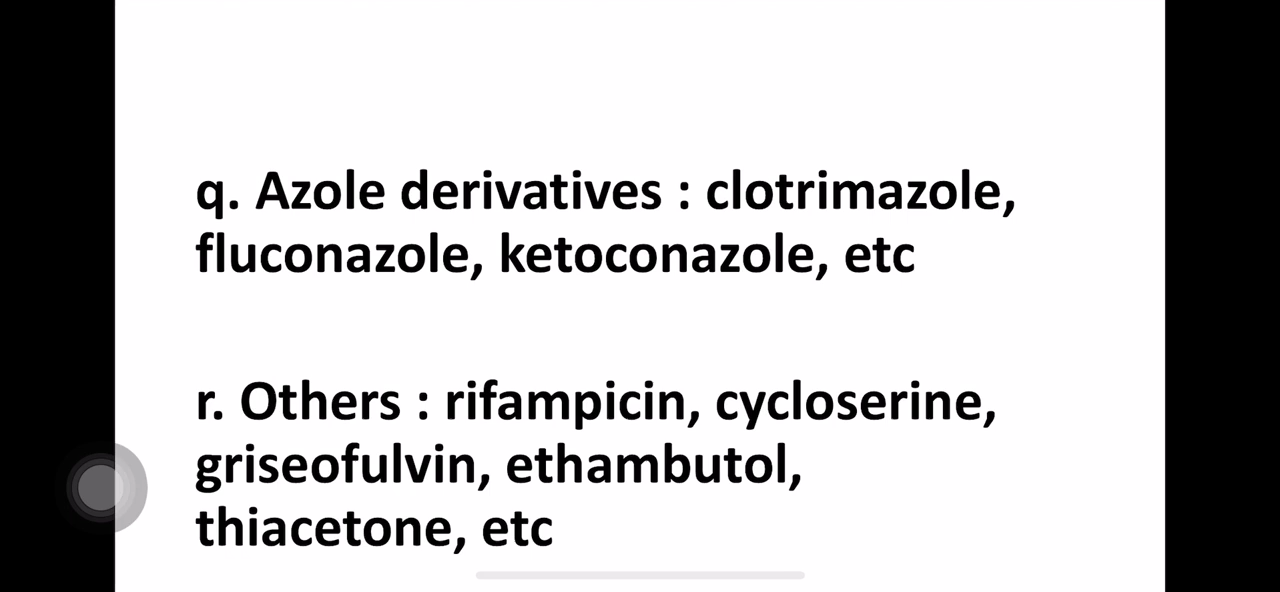 q. Azole derivatives : clotrimazole,
fluconazole, ketoconazole, etc
r. Others : rifampicin, cycloserine,
griseofulvin, ethambutol,
thiacetone, etc